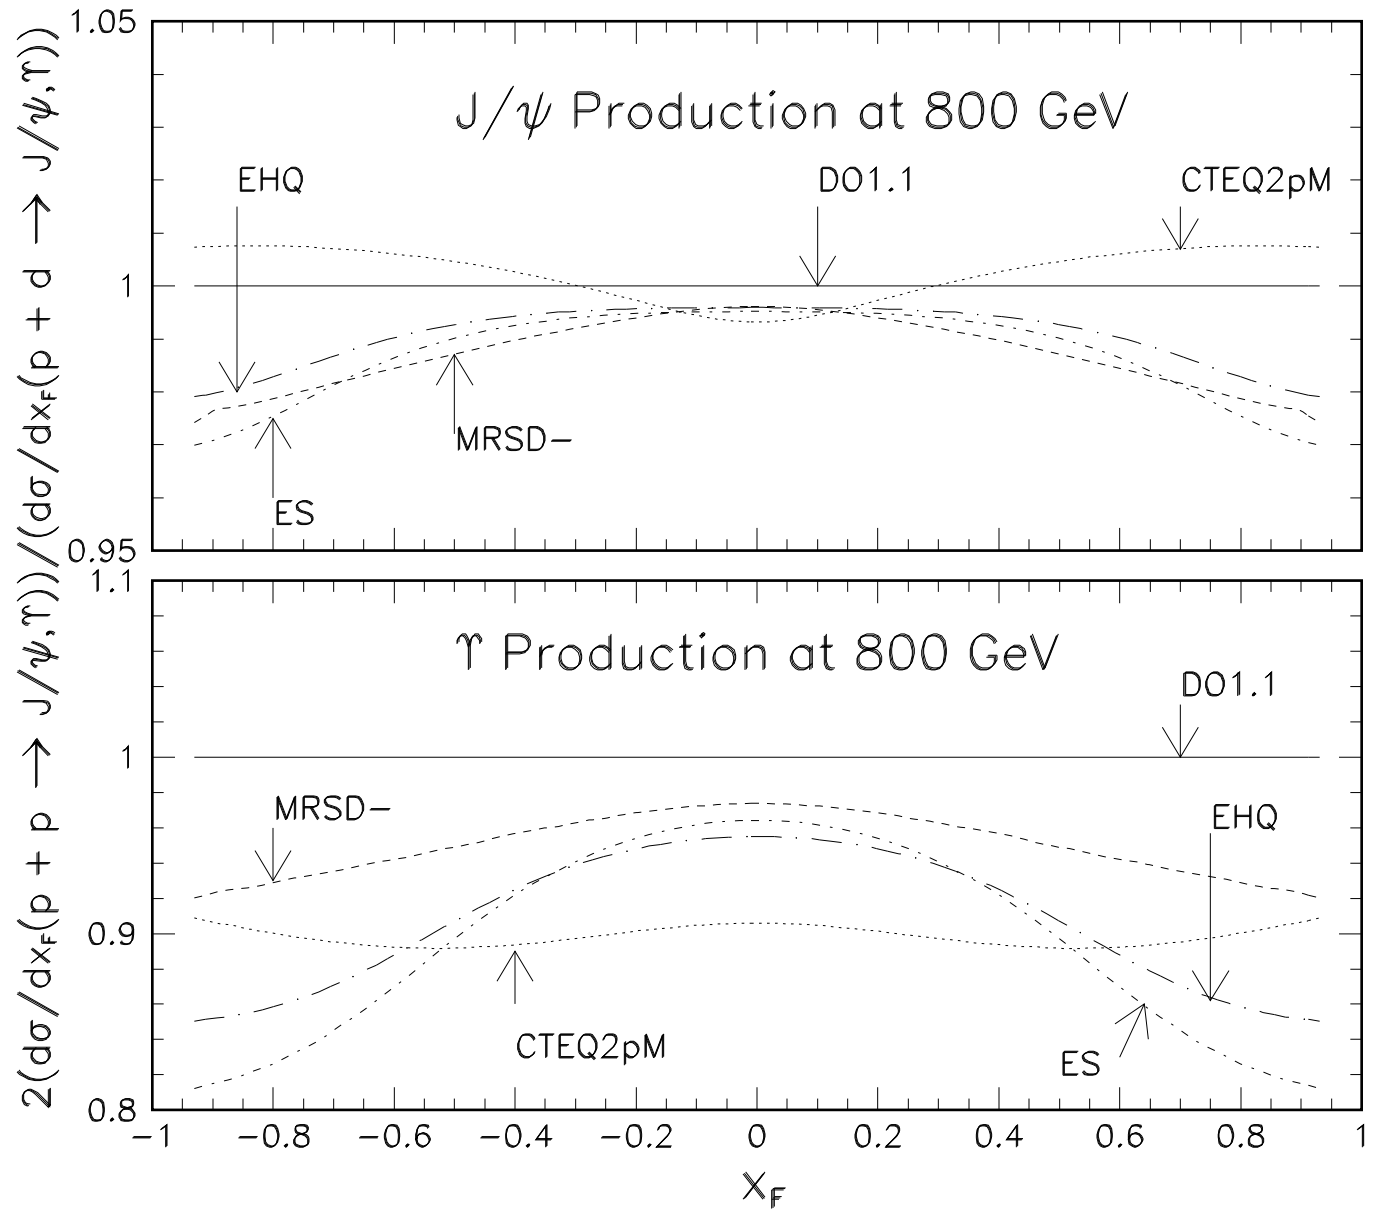 2(dσ/dx_F(p + p → J/ψ,ϒ))/(dσ/dx_F(p + d → J/ψ,ϒ))
1.05
J/ψ Production at 800 GeV
EHQ
DO1.1
CTEQ2pM
1
MRSD−
ES
0.95
1.1
ϒ Production at 800 GeV
DO1.1
1
MRSD−
EHQ
0.9
CTEQ2pM
ES
0.8
−1 −0.8 −0.6 −0.4 −0.2 0 0.2 0.4 0.6 0.8 1
x_F